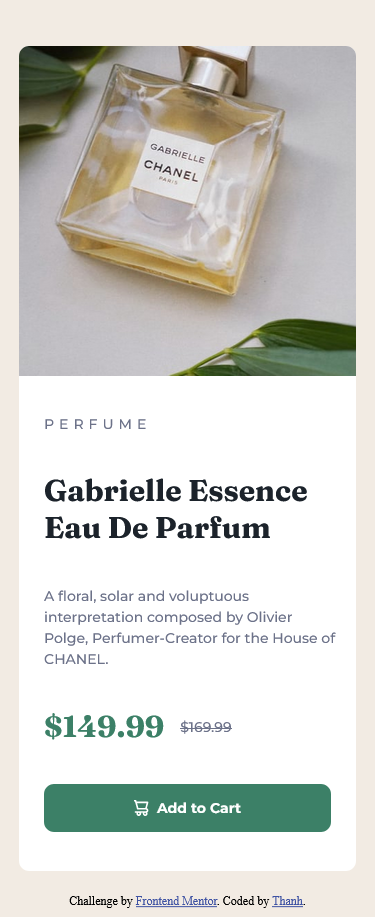 GABRIELLE
CHANEL
PARIS
PERFUME
Gabrielle Essence
Eau De Parfum
A floral, solar and voluptuous
interpretation composed by Olivier
Polge, Perfumer-Creator for the House of
CHANEL.
$149.99 $169.99
Add to Cart
Challenge by Frontend Mentor. Coded by Thanh.